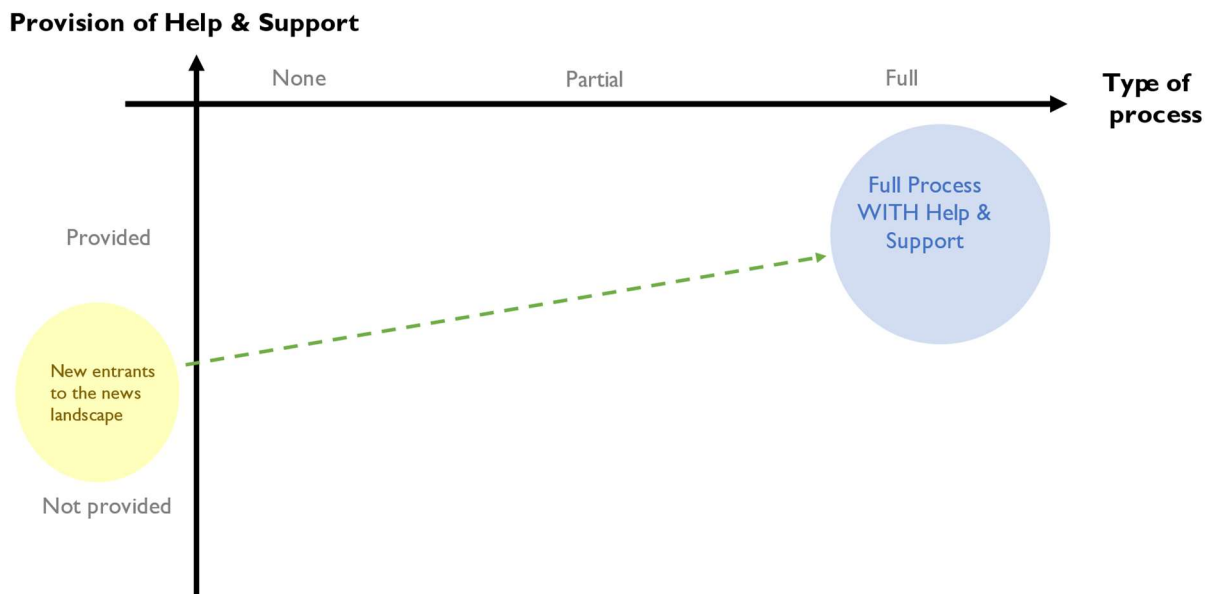 Provision of Help & Support
None
Partial
Full
Type of
process
Full Process
WITH Help &
Support
Provided
New entrants
to the news
landscape
Not provided